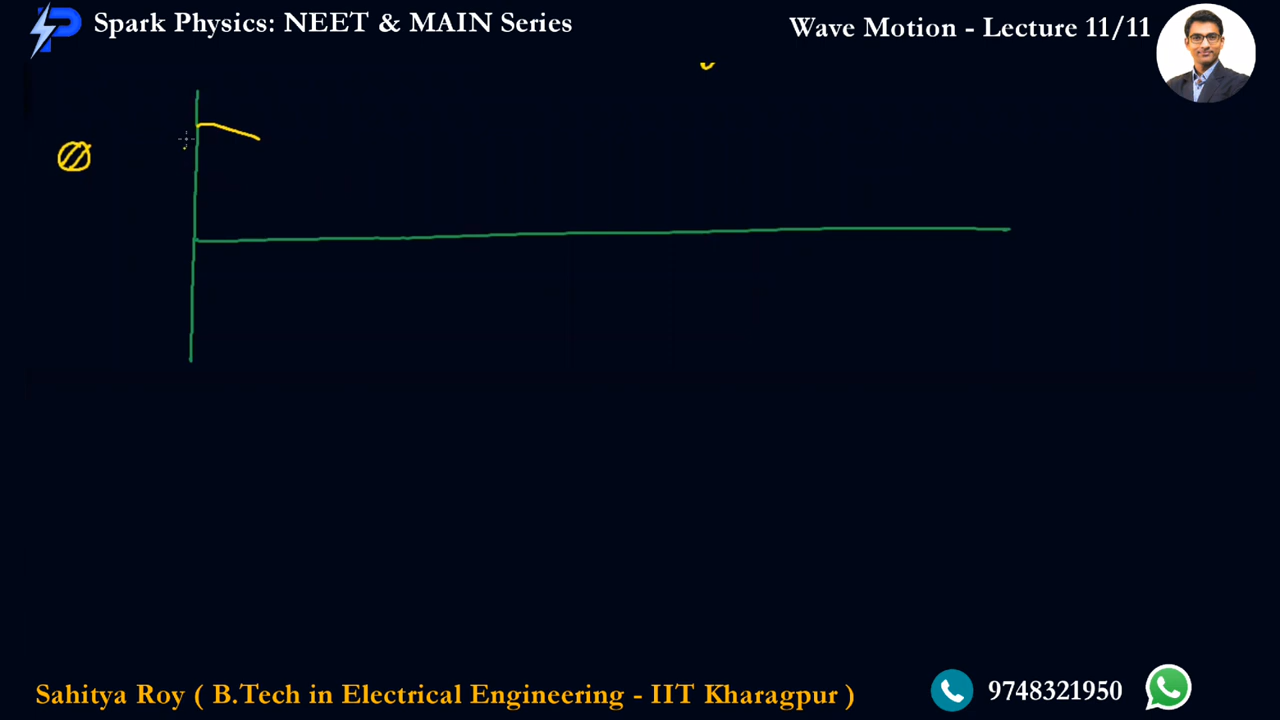 Spark Physics: NEET & MAIN Series
Wave Motion - Lecture 11/11
Sahitya Roy ( B.Tech in Electrical Engineering - IIT Kharagpur )
9748321950